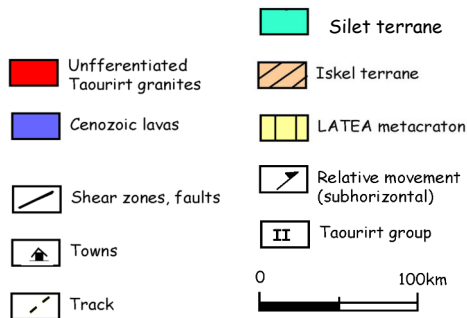 Silet terrane
Unfferentiated
Taourirt granites
Iskel terrane
Cenozoic lavas
LATEA metacraton
Shear zones, faults
Relative movement
(subhorizontal)
II
Taourirt group
Towns
0
100km
Track